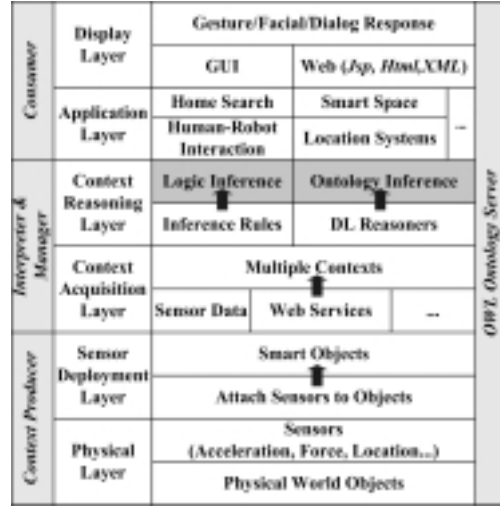 Consumer
Display
Layer
Gesture/Facial/Dialog Response
GUI
Web (Jsp, Html,XML)
Application
Layer
Home Search
Smart Space
...
Human-Robot
Interaction
Location Systems
Interpreter &
Manager
Context
Reasoning
Layer
Logic Inference
Ontology Inference
Inference Rules
DL Reasoners
Context
Acquisition
Layer
Multiple Contexts
Sensor Data
Web Services
...
Context Producer
Sensor
Deployment
Layer
Smart Objects
Attach Sensors to Objects
Physical
Layer
Sensors
(Acceleration, Force, Location...)
Physical World Objects
OWL Ontology Server